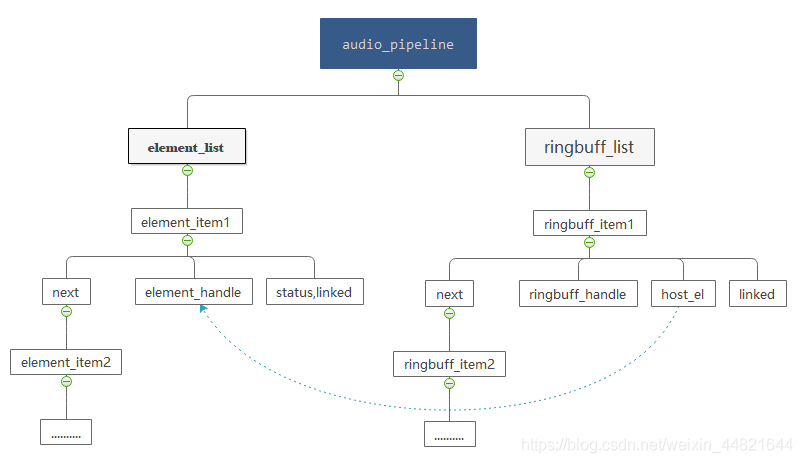 audio_pipeline
element_list
ringbuff_list
element_item1
ringbuff_item1
next
element_handle
status,linked
next
ringbuff_handle
host_el
linked
element_item2
ringbuff_item2
..........
..........
https://blog.csdn.net/weixin_44821644